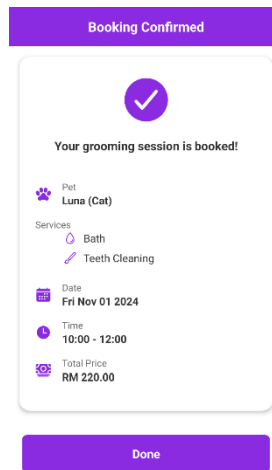 Booking Confirmed
Your grooming session is booked!
Pet
Luna (Cat)
Services
Bath
Teeth Cleaning
Date
Fri Nov 01 2024
Time
10:00 - 12:00
Total Price
RM 220.00
Done